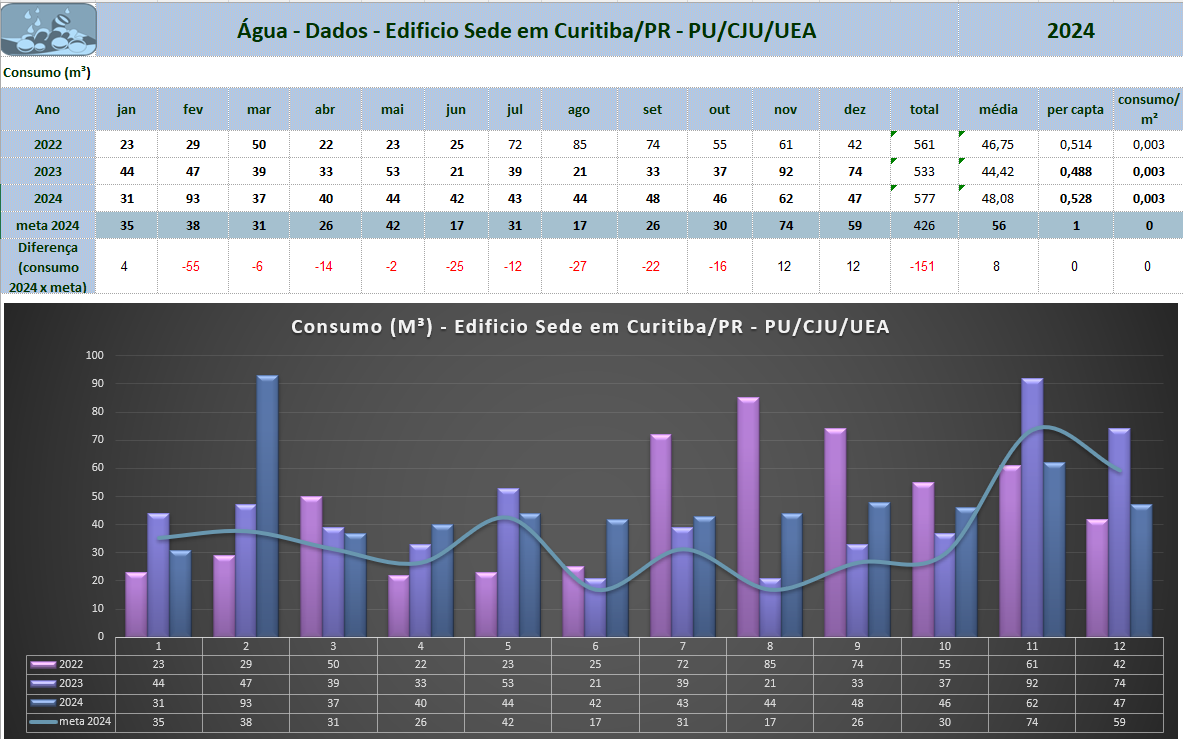 Água - Dados - Edificio Sede em Curitiba/PR - PU/CJU/UEA 2024
Consumo (m³)
Ano jan fev mar abr mai jun jul ago set out nov dez total média per capta consumo/ m²
2022 23 29 50 22 23 25 72 85 74 55 61 42 561 46,75 0,514 0,003
2023 44 47 39 33 53 21 39 21 33 37 92 74 533 44,42 0,488 0,003
2024 31 93 37 40 44 42 43 44 48 46 62 47 577 48,08 0,528 0,003
meta 2024 35 38 31 26 42 17 31 17 26 30 74 59 426 56 1 0
Diferença
(consumo 4 -55 -6 -14 -2 -25 -12 -27 -22 -16 12 12 -151 8 0 0
2024 x meta)
Consumo (M³) - Edificio Sede em Curitiba/PR - PU/CJU/UEA
100
90
80
70
60
50
40
30
20
10
0
1 2 3 4 5 6 7 8 9 10 11 12
2022 23 29 50 22 23 25 72 85 74 55 61 42
2023 44 47 39 33 53 21 39 21 33 37 92 74
2024 31 93 37 40 44 42 43 44 48 46 62 47
meta 2024 35 38 31 26 42 17 31 17 26 30 74 59